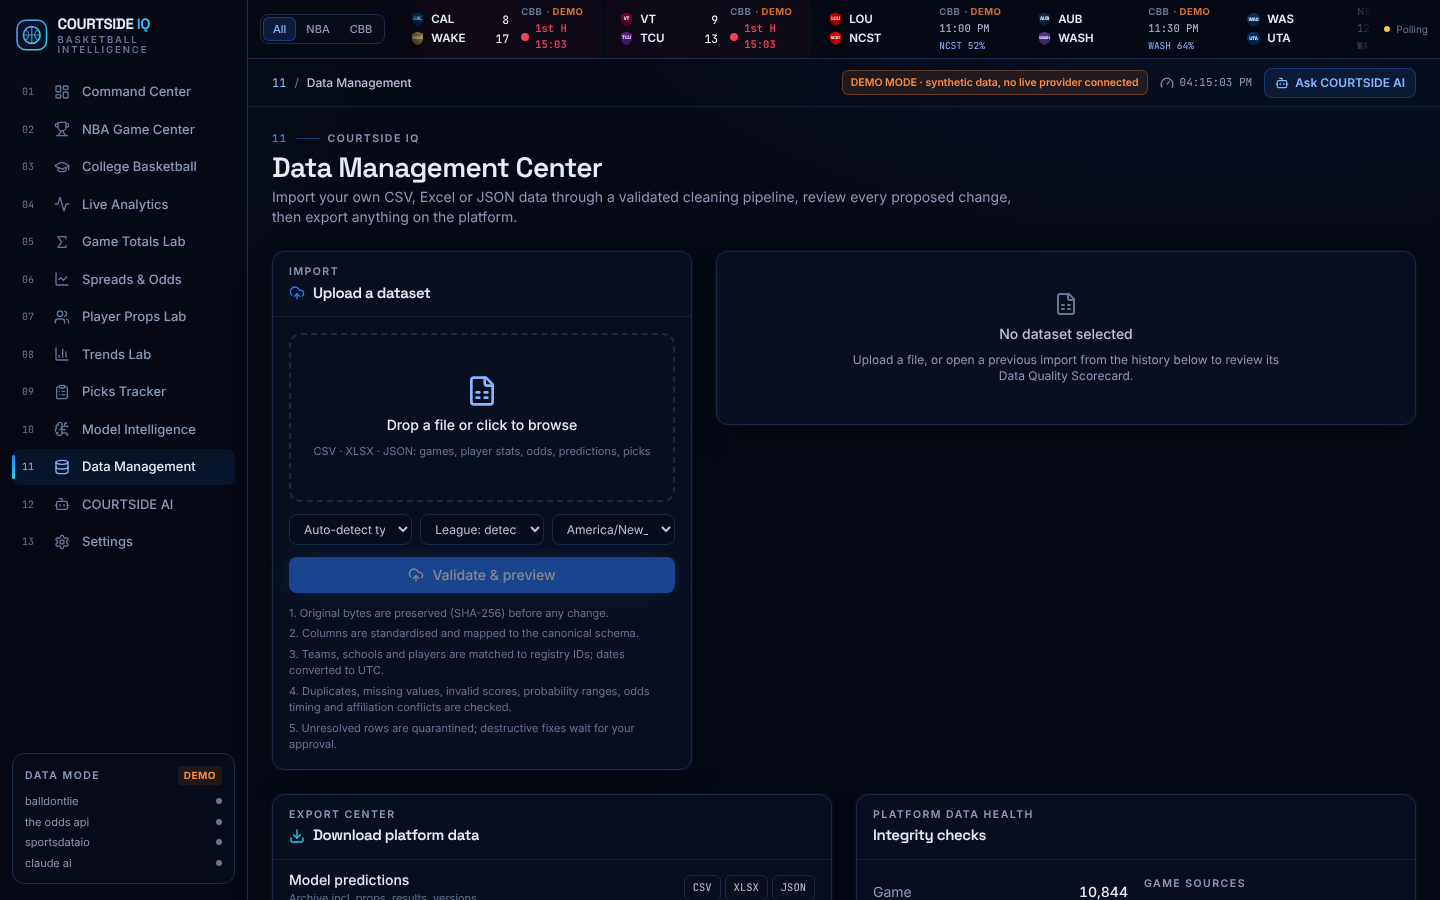 COURTSIDE IQ
BASKETBALL
INTELLIGENCE
01 Command Center
02 NBA Game Center
03 College Basketball
04 Live Analytics
05 Game Totals Lab
06 Spreads & Odds
07 Player Props Lab
08 Trends Lab
09 Picks Tracker
10 Model Intelligence
11 Data Management
12 COURTSIDE AI
13 Settings
DATA MODE DEMO
balldontlie
the odds api
sportsdataio
claude ai
All NBA CBB
CAL 8
WAKE 17
CBB · DEMO
1st H
15:03
VT 9
TCU 13
CBB · DEMO
1st H
15:03
LOU
NCST
CBB · DEMO
11:00 PM
NCST 52%
AUB
WASH
CBB · DEMO
11:30 PM
WASH 64%
WAS
UTA
Polling
11 / Data Management
DEMO MODE · synthetic data, no live provider connected
04:15:03 PM
Ask COURTSIDE AI
11 COURTSIDE IQ
Data Management Center
Import your own CSV, Excel or JSON data through a validated cleaning pipeline, review every proposed change,
then export anything on the platform.
IMPORT
Upload a dataset
Drop a file or click to browse
CSV · XLSX · JSON: games, player stats, odds, predictions, picks
Auto-detect ty
League: detec
America/New_
Validate & preview
1. Original bytes are preserved (SHA-256) before any change.
2. Columns are standardised and mapped to the canonical schema.
3. Teams, schools and players are matched to registry IDs; dates
converted to UTC.
4. Duplicates, missing values, invalid scores, probability ranges, odds
timing and affiliation conflicts are checked.
5. Unresolved rows are quarantined; destructive fixes wait for your
approval.
No dataset selected
Upload a file, or open a previous import from the history below to review its
Data Quality Scorecard.
EXPORT CENTER
Download platform data
Model predictions
Archive incl. props, results, versions
CSV XLSX JSON
PLATFORM DATA HEALTH
Integrity checks
Game 10,844
GAME SOURCES